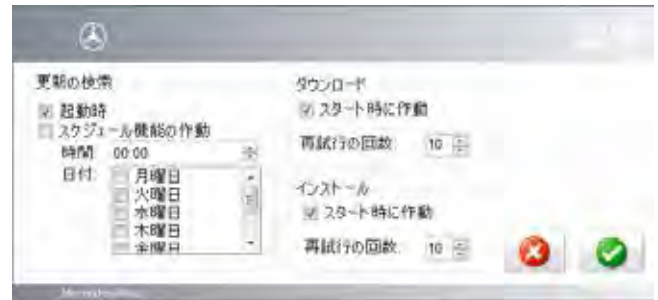 更新の検索
起動時
スケジュール機能の作動
時間 00:00
日付 月曜日
火曜日
水曜日
木曜日
金曜日
ダウンロード
スタート時に作動
再試行の回数 10
インストール
スタート時に作動
再試行の回数 10